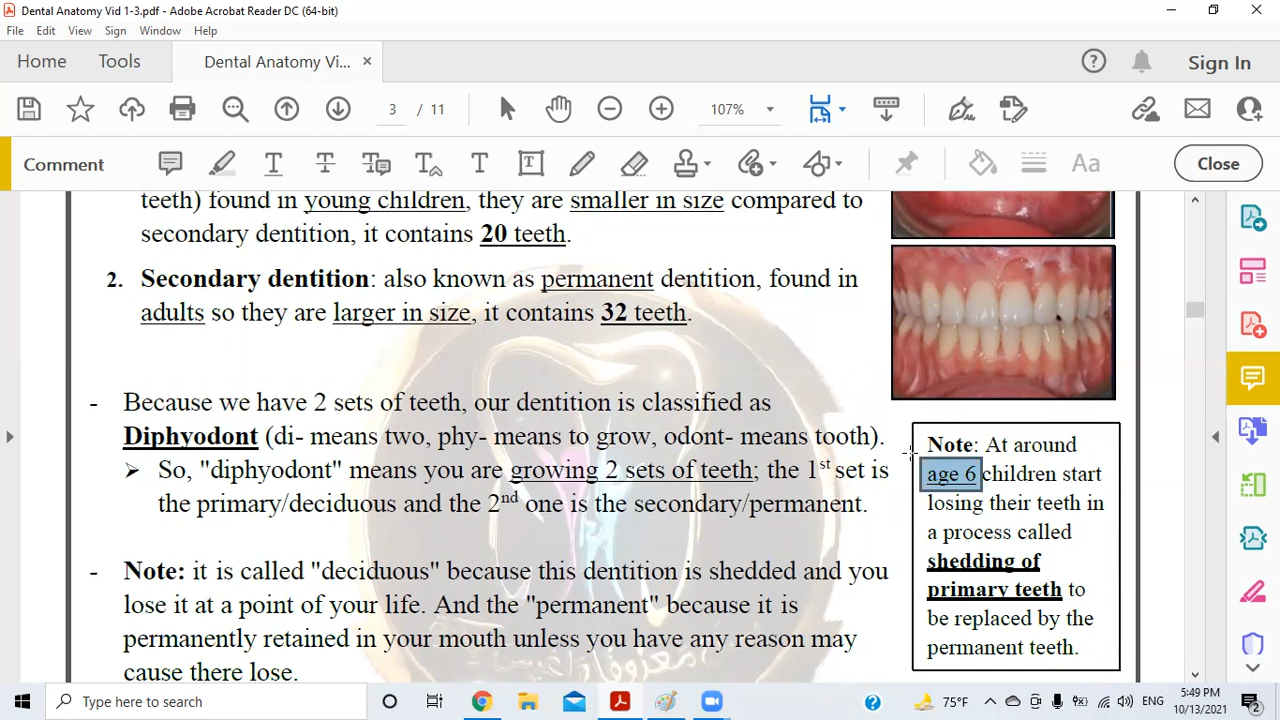 Dental Anatomy Vid 1-3.pdf - Adobe Acrobat Reader DC (64-bit)
File Edit View Sign Window Help
Home Tools Dental Anatomy Vi... × Sign In
3 / 11 107%
Comment Close
teeth) found in young children, they are smaller in size compared to
secondary dentition, it contains 20 teeth.
2. Secondary dentition: also known as permanent dentition, found in
adults so they are larger in size, it contains 32 teeth.
- Because we have 2 sets of teeth, our dentition is classified as
Diphyodont (di- means two, phy- means to grow, odont- means tooth).
➢ So, "diphyodont" means you are growing 2 sets of teeth; the 1st set is
the primary/deciduous and the 2nd one is the secondary/permanent.
- Note: it is called "deciduous" because this dentition is shedded and you
lose it at a point of your life. And the "permanent" because it is
permanently retained in your mouth unless you have any reason may
cause there lose.
Note: At around
age 6 children start
losing their teeth in
a process called
shedding of
primary teeth to
be replaced by the
permanent teeth.
Type here to search
75°F ENG 5:49 PM
10/13/2021 2